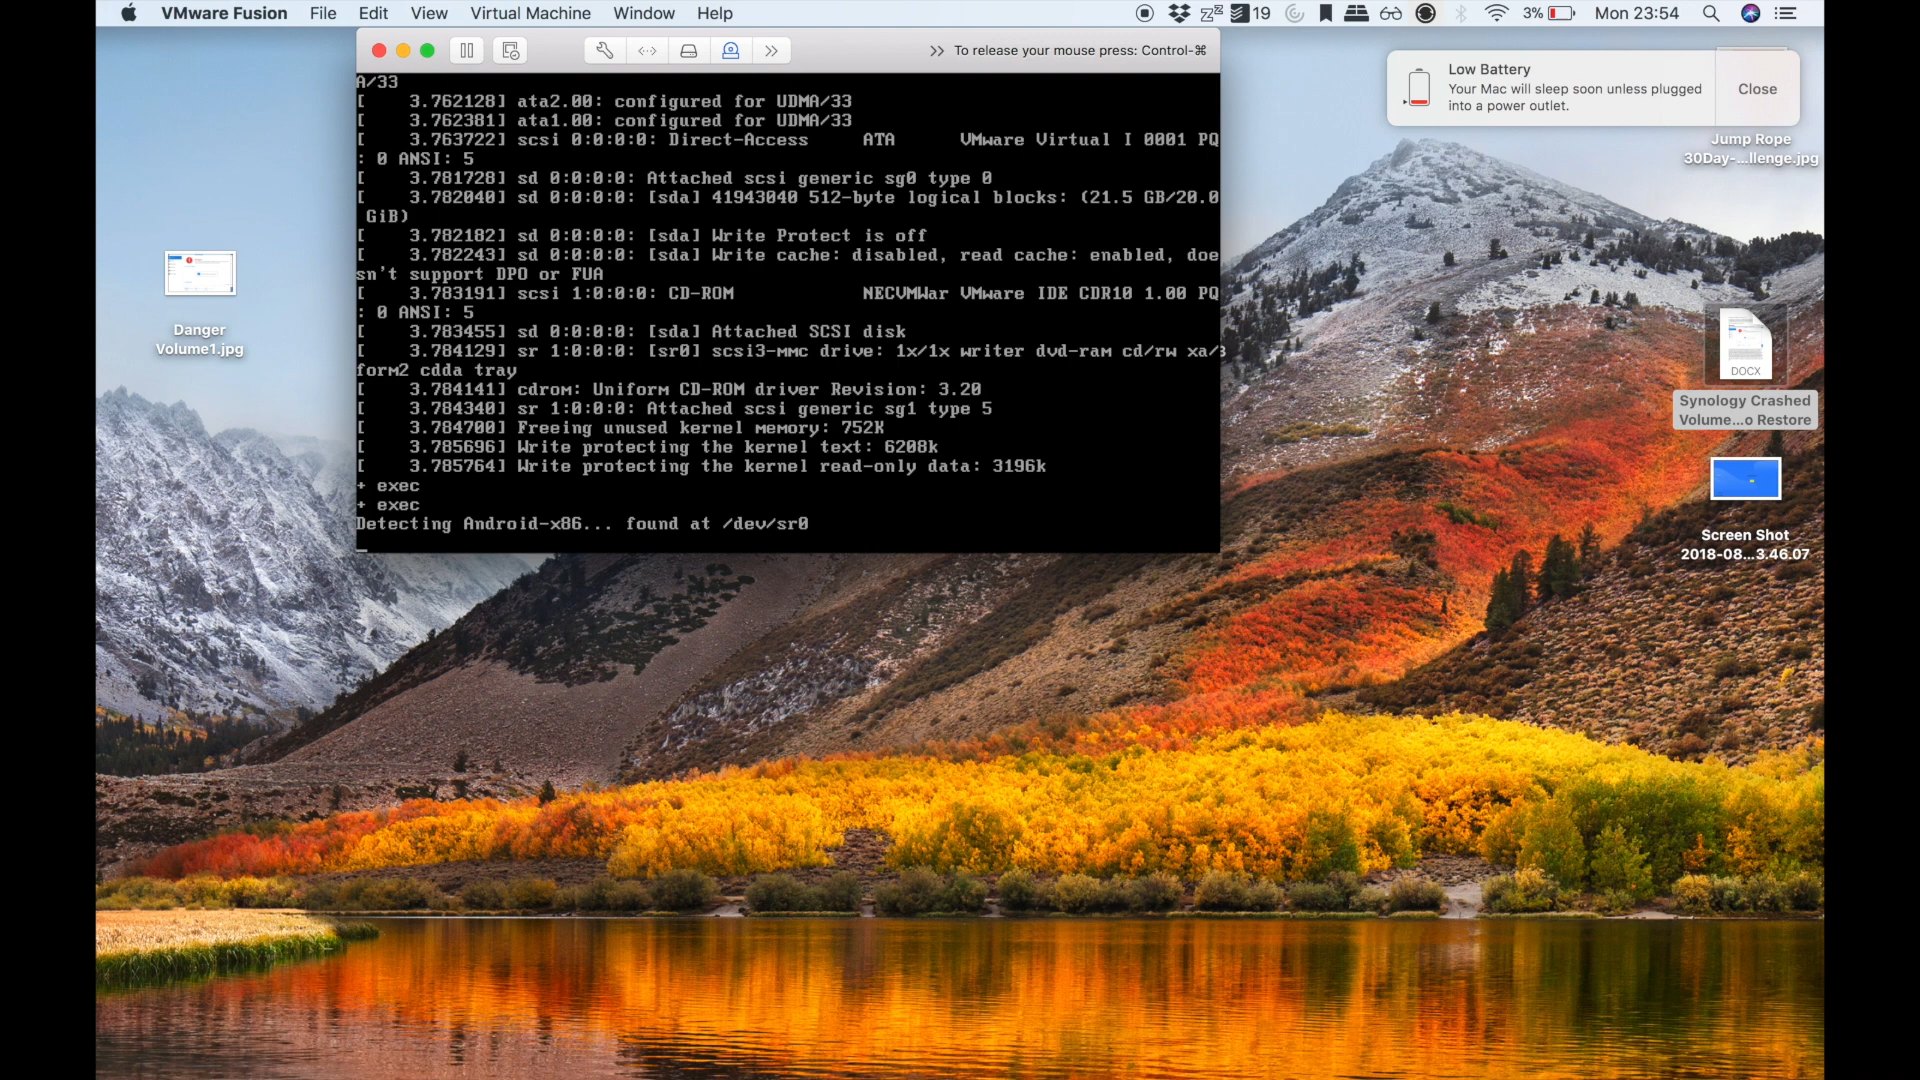 VMware Fusion File Edit View Virtual Machine Window Help 19 3% Mon 23:54
To release your mouse press: Control-⌘
A/33
[    3.762128] ata2.00: configured for UDMA/33
[    3.762381] ata1.00: configured for UDMA/33
[    3.763722] scsi 0:0:0:0: Direct-Access     ATA      VMware Virtual I 0001 PQ
: 0 ANSI: 5
[    3.781728] sd 0:0:0:0: Attached scsi generic sg0 type 0
[    3.782040] sd 0:0:0:0: [sda] 41943040 512-byte logical blocks: (21.5 GB/20.0
 GiB)
[    3.782182] sd 0:0:0:0: [sda] Write Protect is off
[    3.782243] sd 0:0:0:0: [sda] Write cache: disabled, read cache: enabled, doe
sn't support DPO or FUA
[    3.783191] scsi 1:0:0:0: CD-ROM            NECVMWar VMware IDE CDR10 1.00 PQ
: 0 ANSI: 5
[    3.783455] sd 0:0:0:0: [sda] Attached SCSI disk
[    3.784129] sr 1:0:0:0: [sr0] scsi3-mmc drive: 1x/1x writer dvd-ram cd/rw xa/
form2 cdda tray
[    3.784141] cdrom: Uniform CD-ROM driver Revision: 3.20
[    3.784340] sr 1:0:0:0: Attached scsi generic sg1 type 5
[    3.784700] Freeing unused kernel memory: 752K
[    3.785696] Write protecting the kernel text: 6208k
[    3.785764] Write protecting the kernel read-only data: 3196k
+ exec
+ exec
Detecting Android-x86... found at /dev/sr0
Low Battery
Your Mac will sleep soon unless plugged
into a power outlet.
Close
Jump Rope
30Day-...llenge.jpg
Danger
Volume1.jpg
DOCX
Synology Crashed
Volume...o Restore
Screen Shot
2018-08...3.46.07